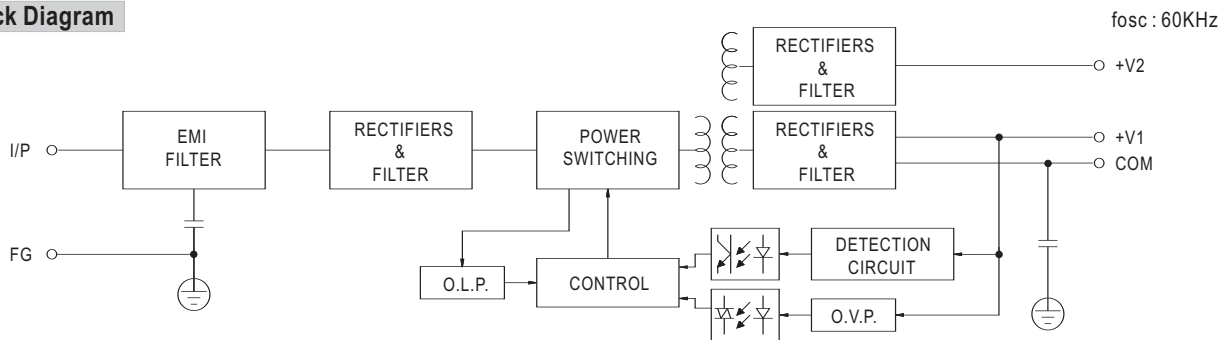 ck Diagram
fosc : 60KHz
RECTIFIERS
&
FILTER
+V2
I/P
EMI
FILTER
RECTIFIERS
&
FILTER
POWER
SWITCHING
RECTIFIERS
&
FILTER
+V1
COM
FG
O.L.P.
CONTROL
DETECTION
CIRCUIT
O.V.P.